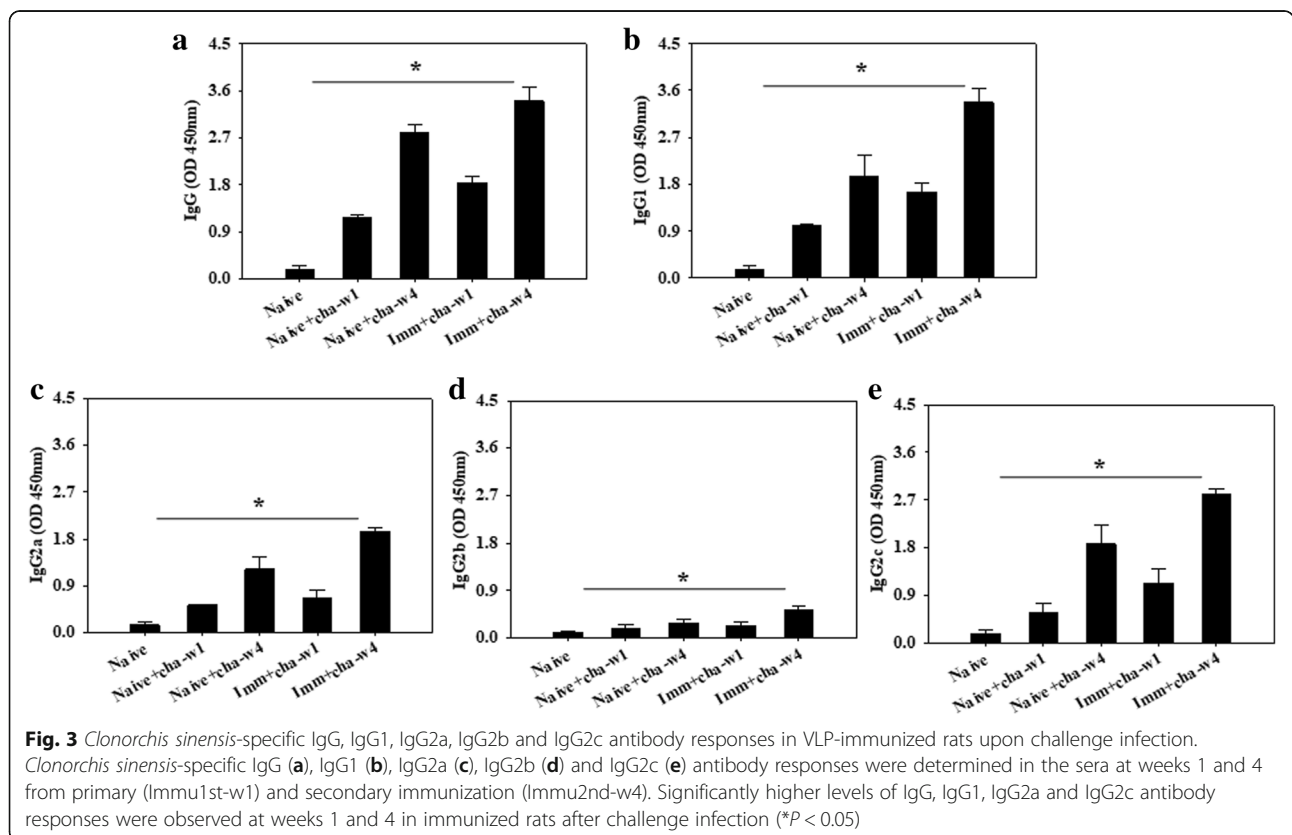 a
*
4.5
3.6
2.7
1.8
0.9
0.0
IgG (OD 450nm)
Naive
Naive+cha-w1
Naive+cha-w4
Imm+cha-w1
Imm+cha-w4
b
*
4.5
3.6
2.7
1.8
0.9
0.0
IgG1 (OD 450nm)
Naive
Naive+cha-w1
Naive+cha-w4
Imm+cha-w1
Imm+cha-w4
c
*
4.5
3.6
2.7
1.8
0.9
0.0
IgG2a (OD 450nm)
Naive
Naive+cha-w1
Naive+cha-w4
Imm+cha-w1
Imm+cha-w4
d
*
4.5
3.6
2.7
1.8
0.9
0.0
IgG2b (OD 450nm)
Naive
Naive+cha-w1
Naive+cha-w4
Imm+cha-w1
Imm+cha-w4
e
*
4.5
3.6
2.7
1.8
0.9
0.0
IgG2c (OD 450nm)
Naive
Naive+cha-w1
Naive+cha-w4
Imm+cha-w1
Imm+cha-w4
Fig. 3 Clonorchis sinensis-specific IgG, IgG1, IgG2a, IgG2b and IgG2c antibody responses in VLP-immunized rats upon challenge infection.
Clonorchis sinensis-specific IgG (a), IgG1 (b), IgG2a (c), IgG2b (d) and IgG2c (e) antibody responses were determined in the sera at weeks 1 and 4
from primary (Immu1st-w1) and secondary immunization (Immu2nd-w4). Significantly higher levels of IgG, IgG1, IgG2a and IgG2c antibody
responses were observed at weeks 1 and 4 in immunized rats after challenge infection (*P < 0.05)